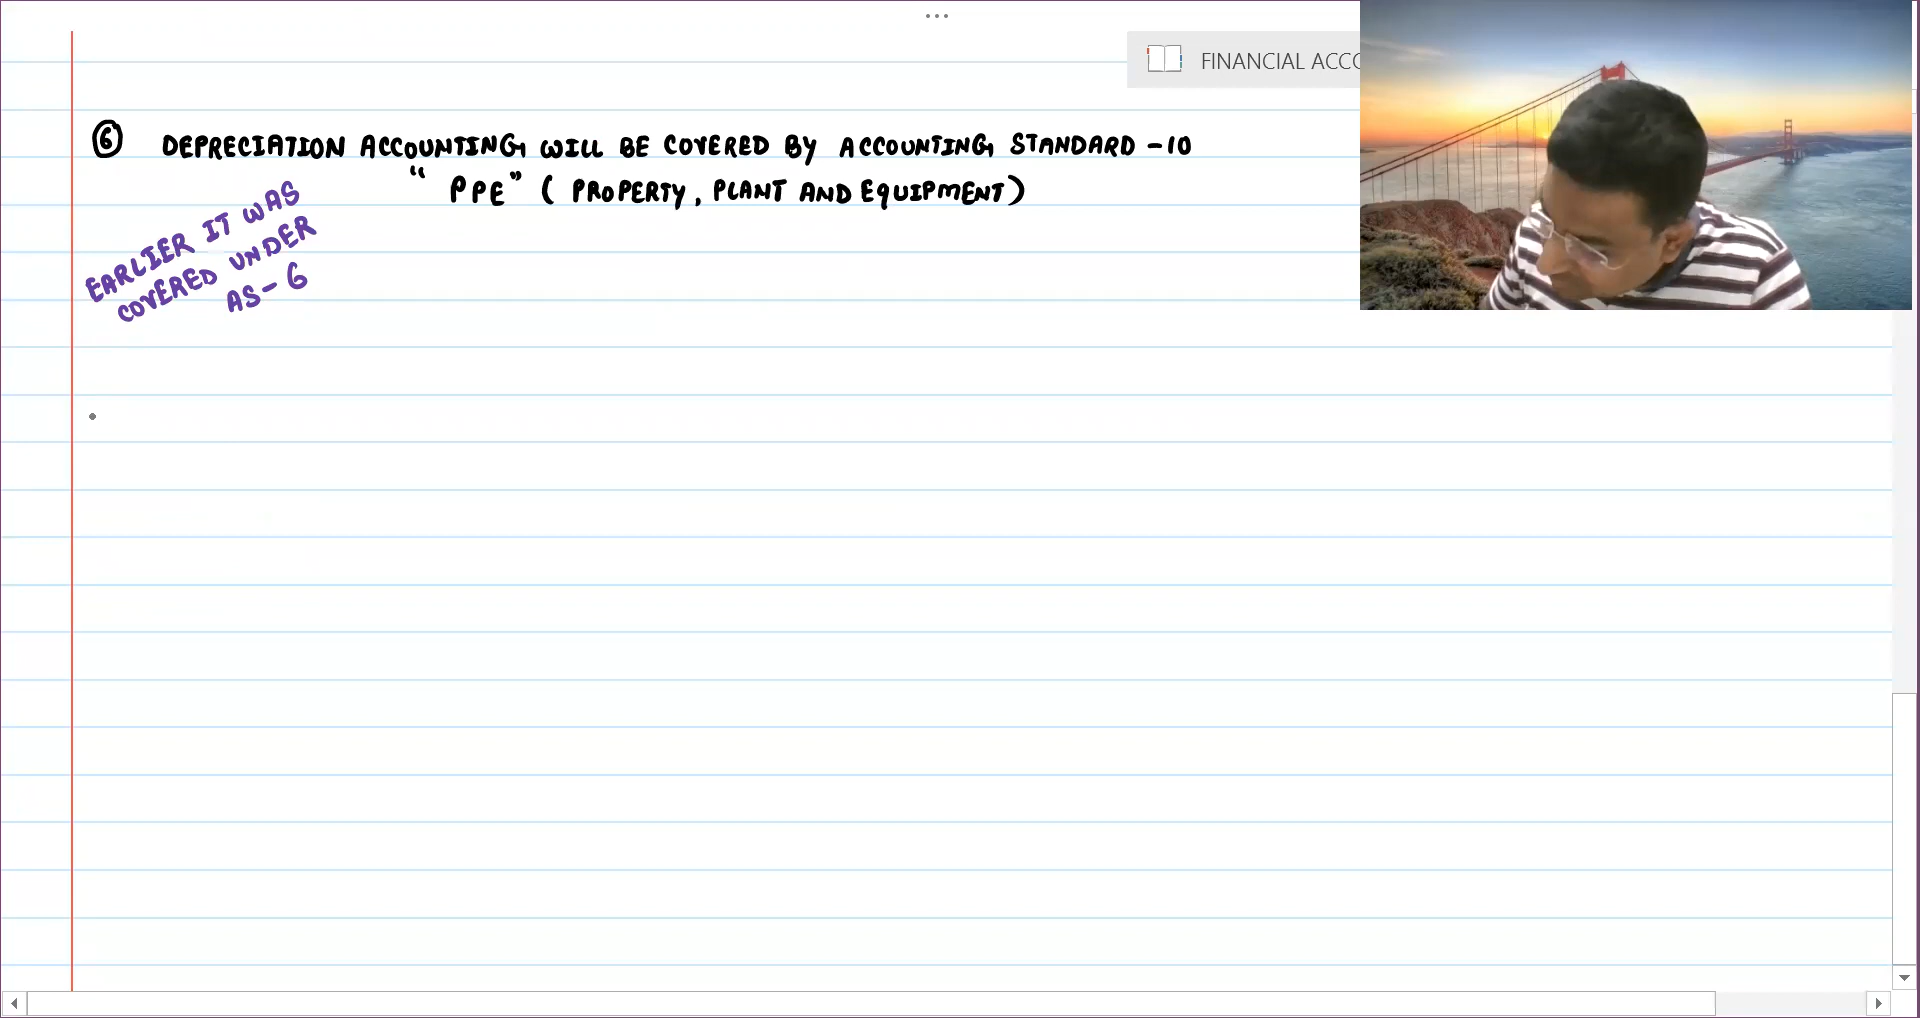 FINANCIAL ACCO
⑥ DEPRECIATION ACCOUNTING WILL BE COVERED BY ACCOUNTING STANDARD -10
"PPE" (PROPERTY, PLANT AND EQUIPMENT)
EARLIER IT WAS
COVERED UNDER
AS-6